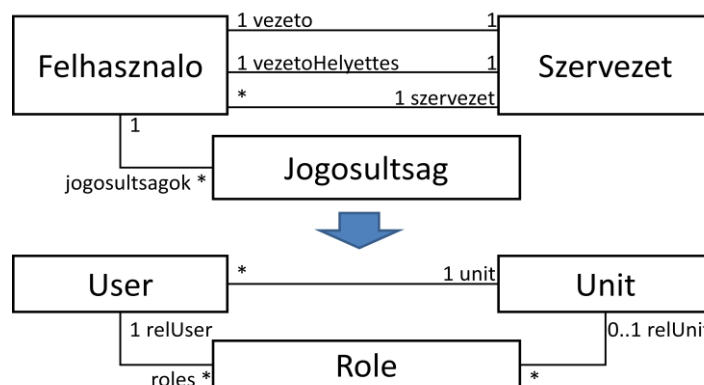 1 vezeto 1
Felhasznalo
1 vezetoHelyettes 1
Szervezet
* 1 szervezet
1
Jogosultsag
jogosultsagok *
User
* 1 unit
Unit
1 relUser
0..1 relUnit
Role
roles * *